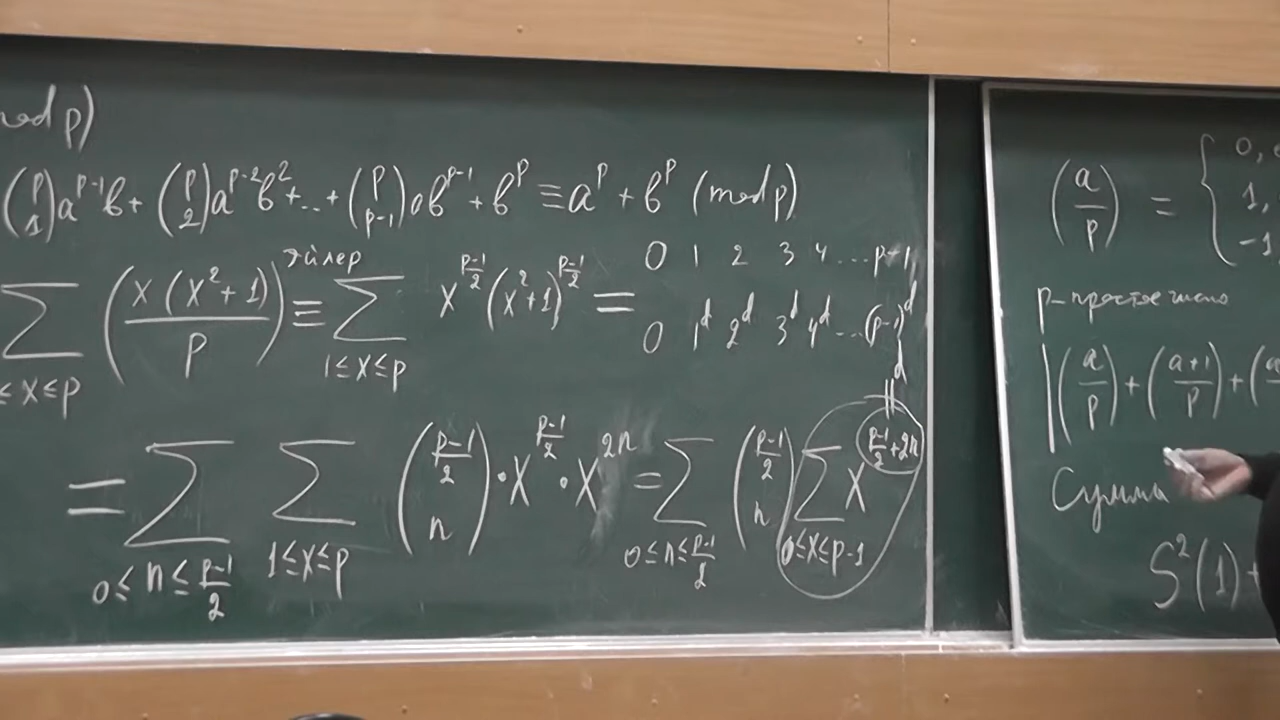 mod p)
(p 1)a^{p-1}b + (p 2)a^{p-2}b^2 + ... + (p p-1)ab^{p-1} + b^p ≡ a^p + b^p (mod p)
∑_{≤x≤p} (x(x^2+1)/p) ≡ ∑_{1≤x≤p} x^{(p-1)/2}(x^2+1)^{(p-1)/2} =
Эйлер
0 1 2 3 4 ... p-1
0 1^d 2^d 3^d 4^d ... (p-1)^d
d
||
= ∑_{0≤n≤(p-1)/2} ∑_{1≤x≤p} ((p-1)/2 n) · x^{(p-1)/2} · x^{2n} = ∑_{0≤n≤(p-1)/2} ((p-1)/2 n) ∑_{0≤x≤p-1} x^{(p-1)/2+2n}
(a/p) = { 0,
1,
-1,
p-простое число
|(a/p) + (a+1/p) + (a
Сумма
S^2(1) +